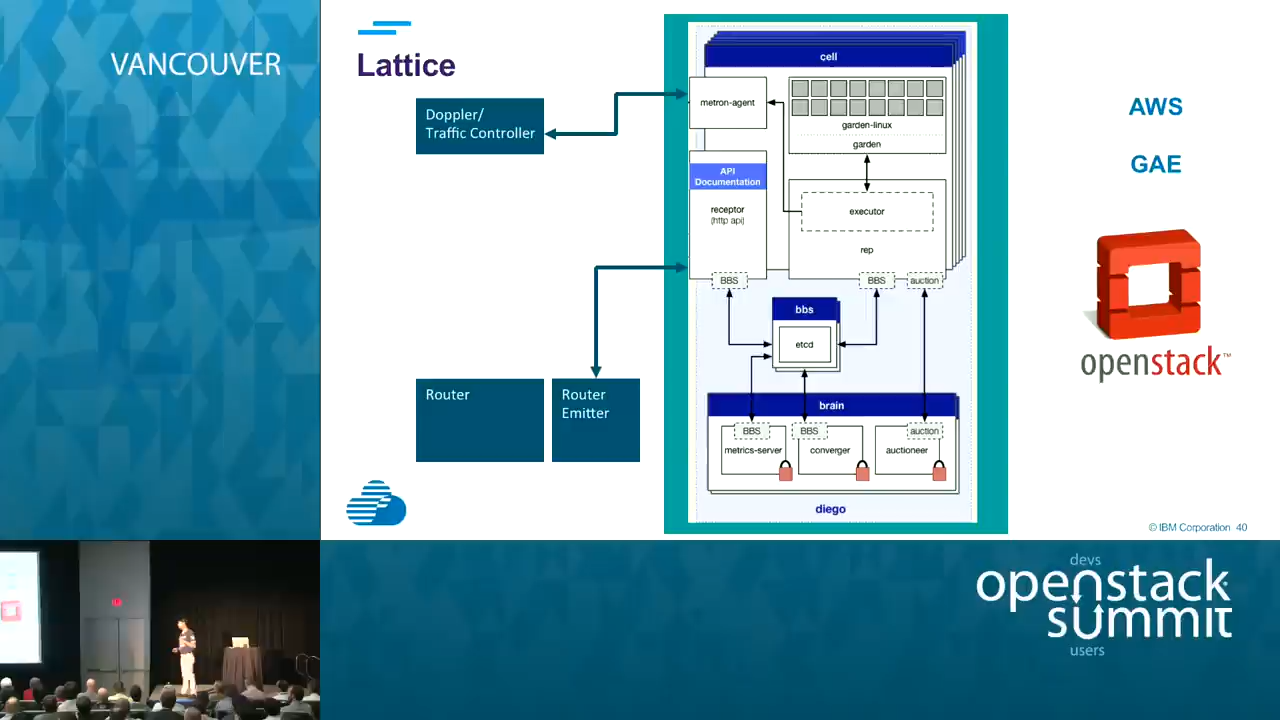 VANCOUVER
Lattice
Doppler/
Traffic Controller
Router
Router
Emitter
cell
metron-agent
garden-linux
garden
API
Documentation
receptor
(http api)
executor
rep
BBS
BBS
auction
bbs
etcd
brain
BBS
BBS
auction
metrics-server
converger
auctioneer
diego
AWS
GAE
openstack™
© IBM Corporation 40
devs
openstack
summit
users